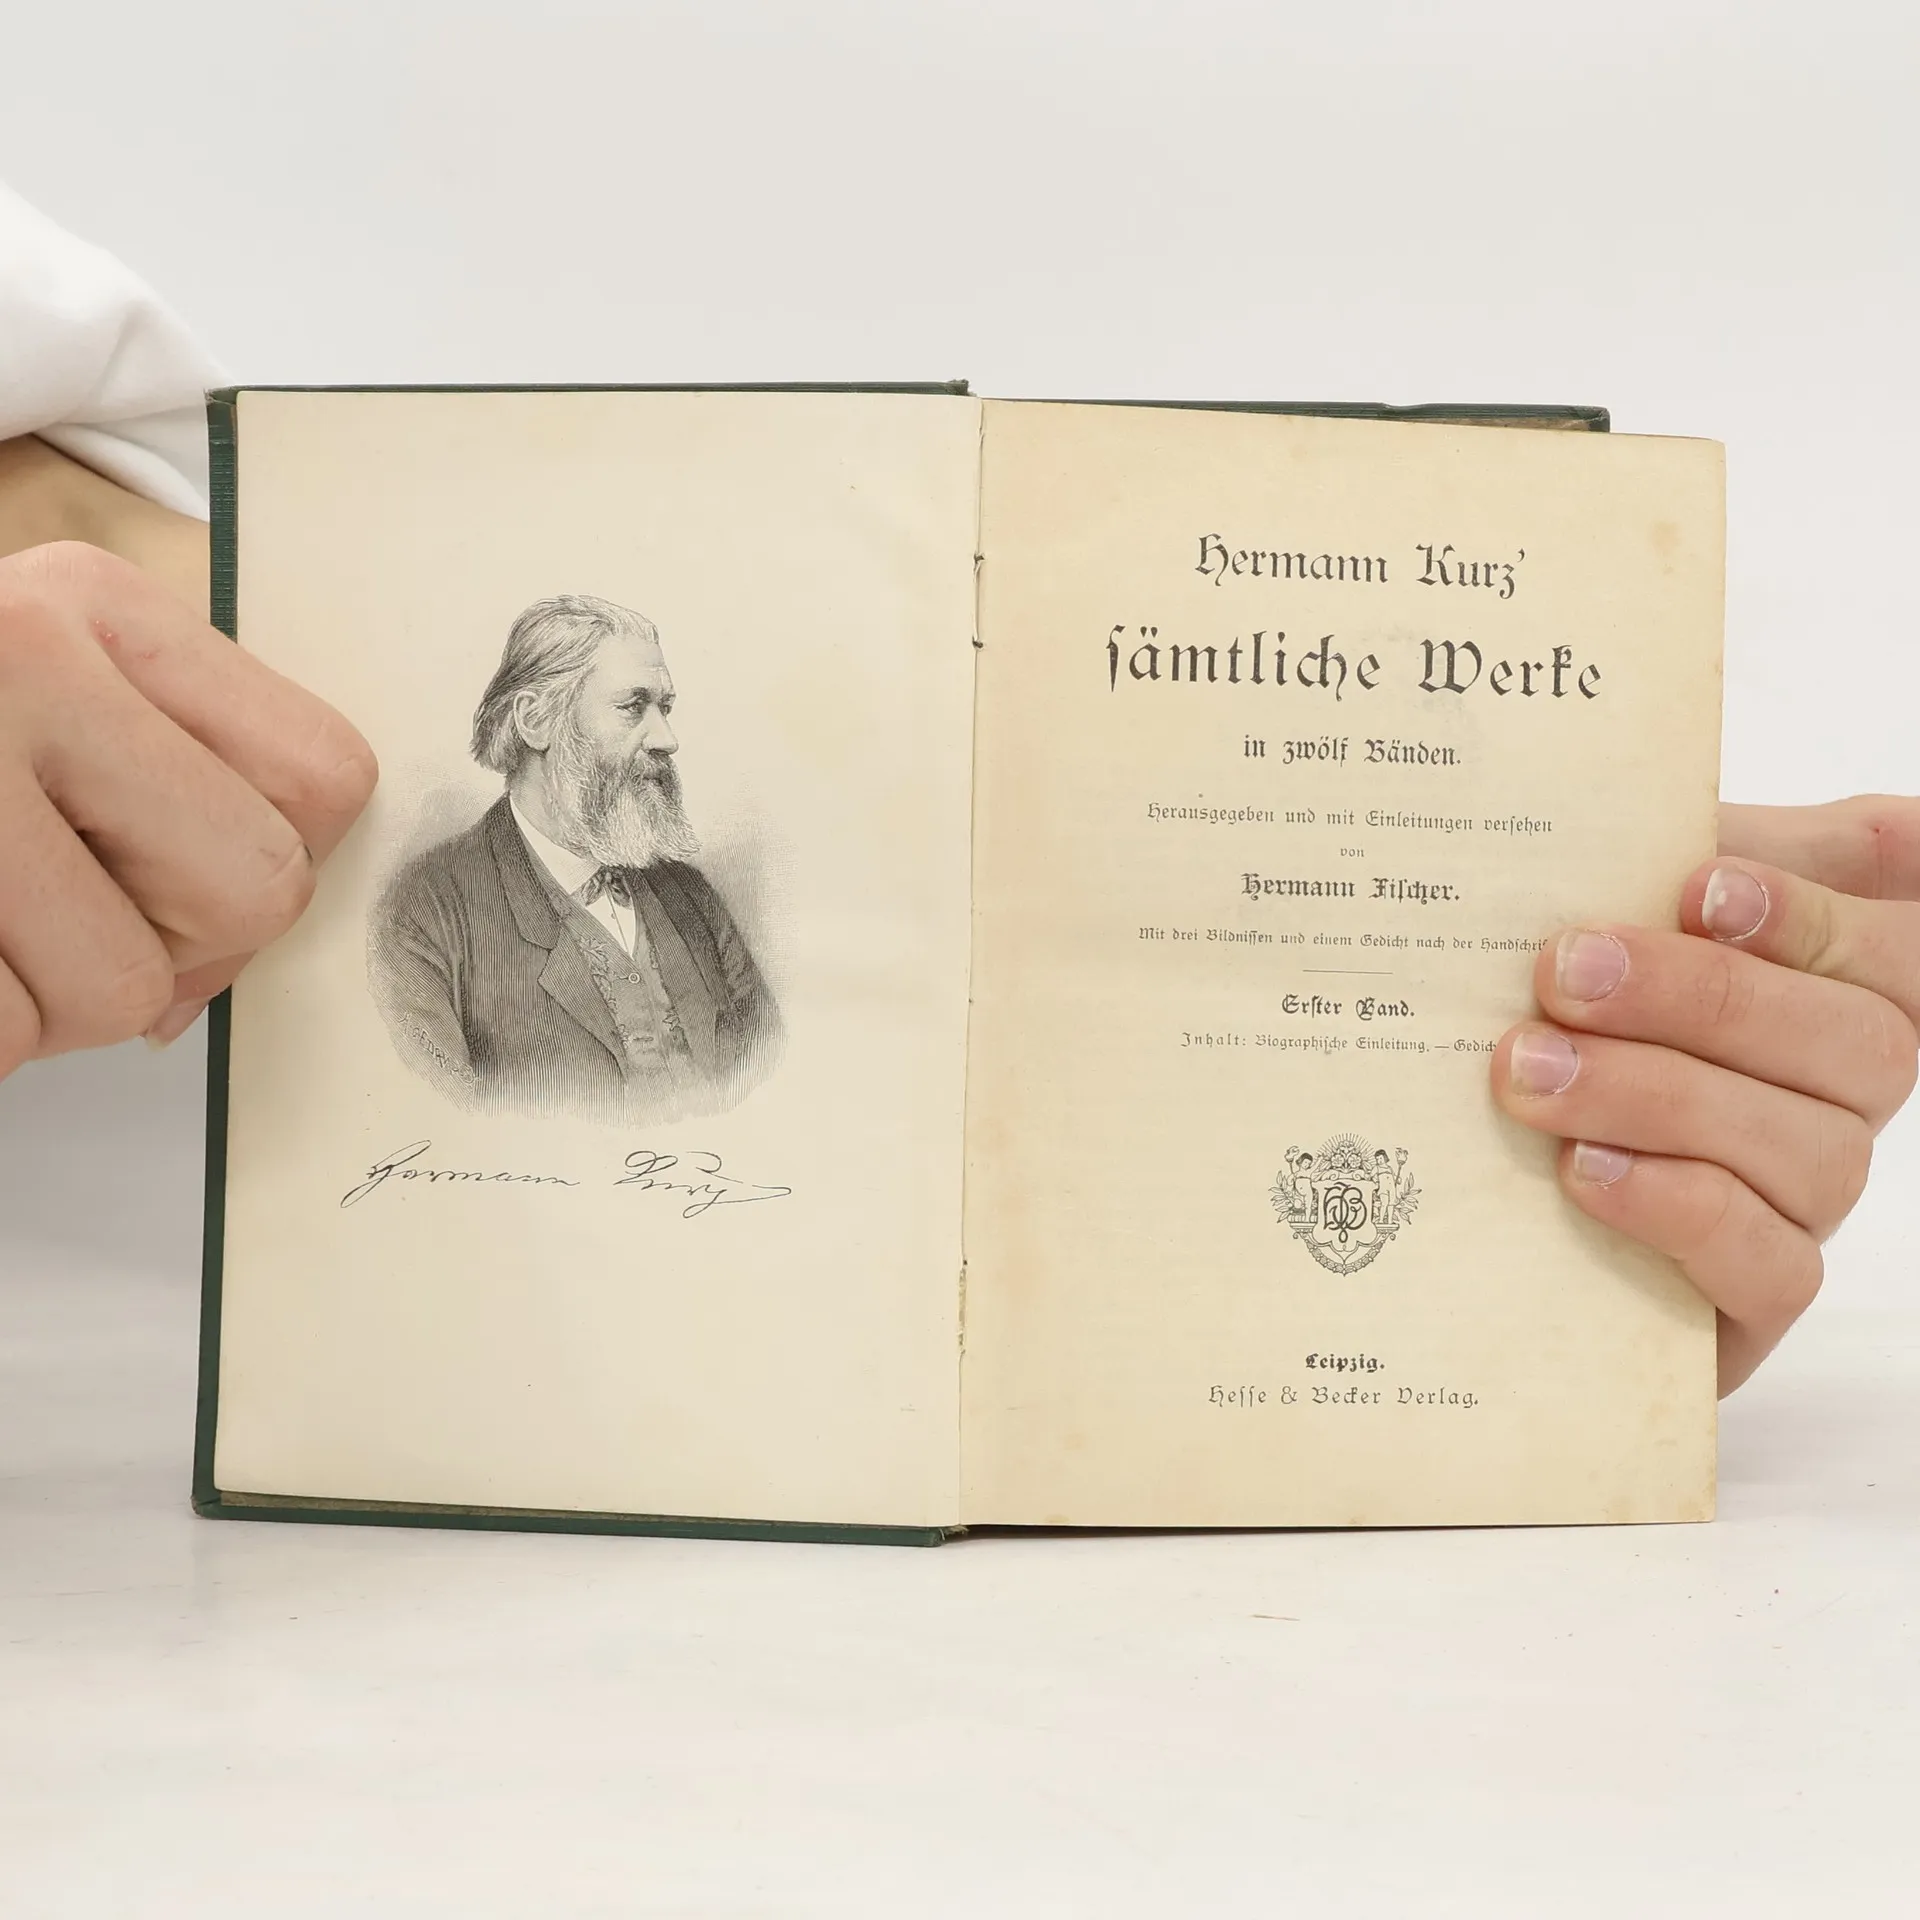 Hermann Kurz
Hermann Kurz'
sämtliche Werke
in zwölf Bänden.
Herausgegeben und mit Einleitungen versehen
von
Hermann Fischer.
Mit drei Bildnissen und einem Gedicht nach der
Erster Band.
Inhalt: Biographische Einleitung. —
Leipzig.
Hesse & Becker Verlag.